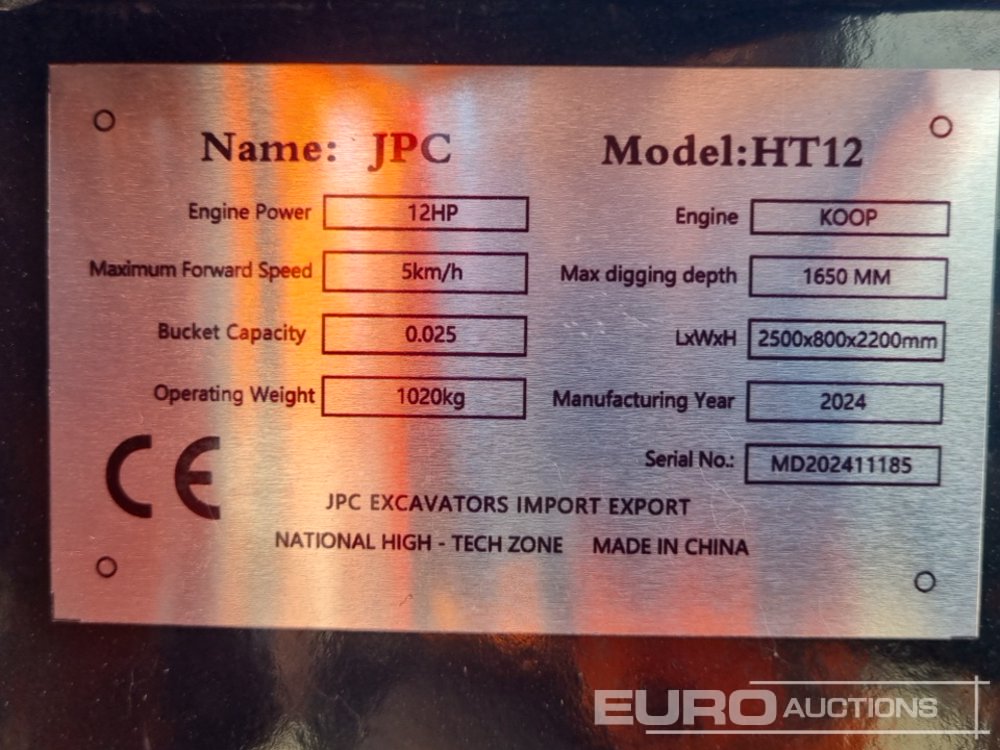 Name: JPC Model:HT12
Engine Power 12HP Engine KOOP
Maximum Forward Speed 5km/h Max digging depth 1650 MM
Bucket Capacity 0.025 LxWxH 2500x800x2200mm
Operating Weight 1020kg Manufacturing Year 2024
Serial No.: MD202411185
CE
JPC EXCAVATORS IMPORT EXPORT
NATIONAL HIGH - TECH ZONE MADE IN CHINA
EURO AUCTIONS